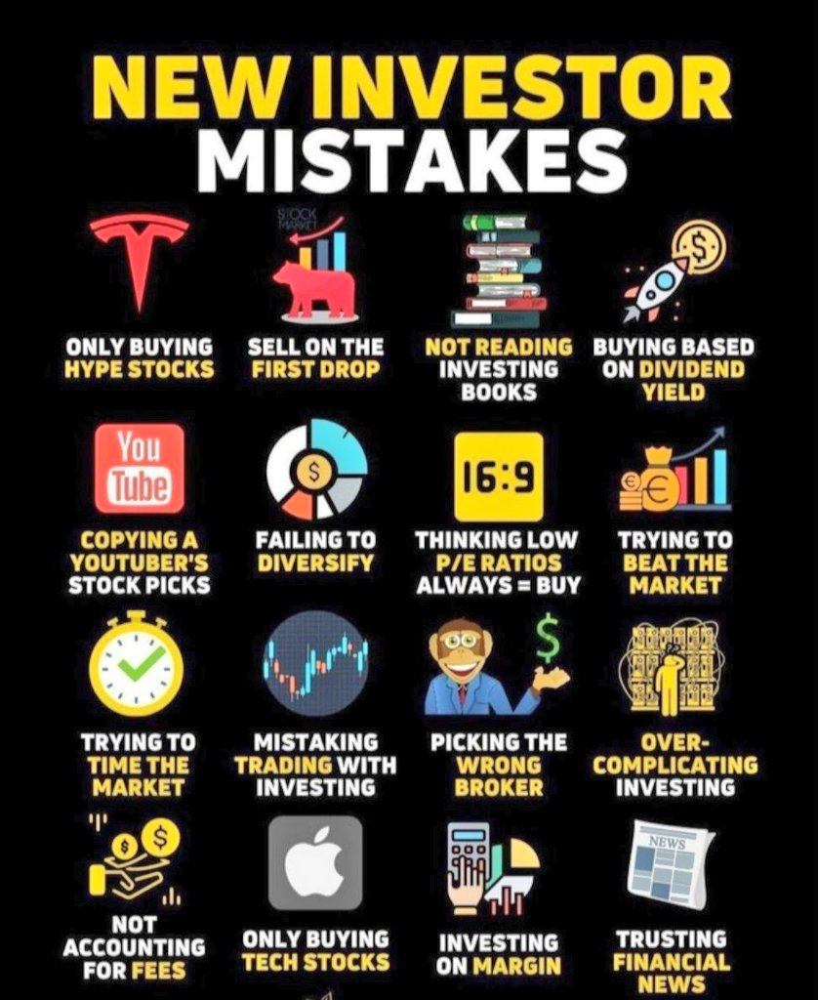 NEW INVESTOR
MISTAKES
STOCK
MARKET
ONLY BUYING
HYPE STOCKS
SELL ON THE
FIRST DROP
NOT READING
INVESTING
BOOKS
$
BUYING BASED
ON DIVIDEND
YIELD
You
Tube
COPYING A
YOUTUBER'S
STOCK PICKS
$
FAILING TO
DIVERSIFY
16:9
THINKING LOW
P/E RATIOS
ALWAYS = BUY
€
€
TRYING TO
BEAT THE
MARKET
TRYING TO
TIME THE
MARKET
MISTAKING
TRADING WITH
INVESTING
$
PICKING THE
WRONG
BROKER
OVER-
COMPLICATING
INVESTING
$
$
NOT
ACCOUNTING
FOR FEES
ONLY BUYING
TECH STOCKS
INVESTING
ON MARGIN
NEWS
TRUSTING
FINANCIAL
NEWS